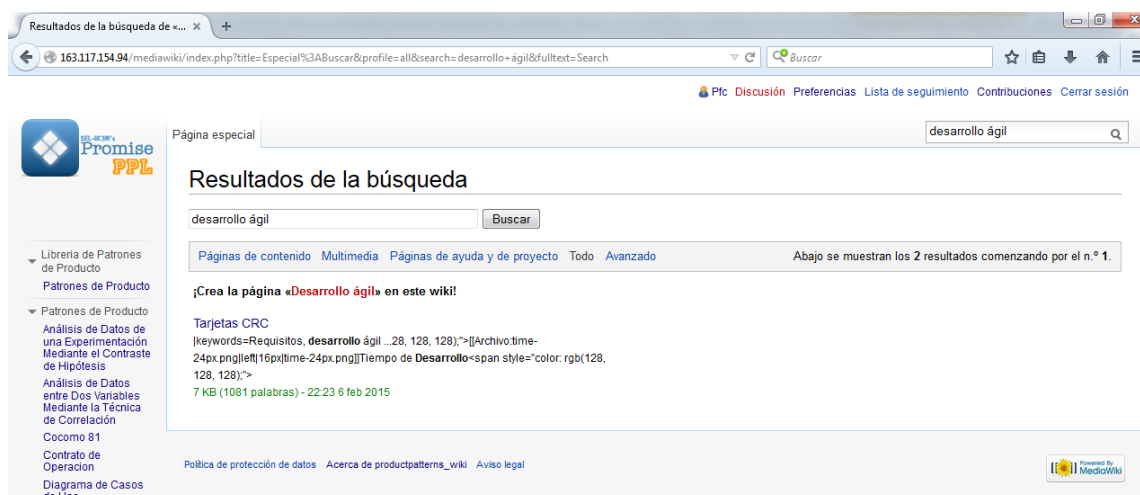 Resultados de la búsqueda de «...
163.117.154.94/mediawiki/index.php?title=Especial%3ABuscar&profile=all&search=desarrollo+ágil&fulltext=Search
Buscar
Pfc Discusión Preferencias Lista de seguimiento Contribuciones Cerrar sesión
Promise
PPL
Página especial
desarrollo ágil
Resultados de la búsqueda
desarrollo ágil Buscar
Páginas de contenido Multimedia Páginas de ayuda y de proyecto Todo Avanzado
Abajo se muestran los 2 resultados comenzando por el n.º 1.
¡Crea la página «Desarrollo ágil» en este wiki!
Tarjetas CRC
|keywords=Requisitos, desarrollo ágil ...28, 128, 128);">[[Archivo:time-
24px.png|left|16px|time-24px.png]]Tiempo de Desarrollo<span style="color: rgb(128,
128, 128);">
7 KB (1081 palabras) - 22:23 6 feb 2015
Libreria de Patrones
de Producto
Patrones de Producto
Patrones de Producto
Análisis de Datos de
una Experimentación
Mediante el Contraste
de Hipótesis
Análisis de Datos
entre Dos Variables
Mediante la Técnica
de Correlación
Cocomo 81
Contrato de
Operacion
Diagrama de Casos
de Uso
Política de protección de datos Acerca de productpatterns_wiki Aviso legal
Powered By
MediaWiki